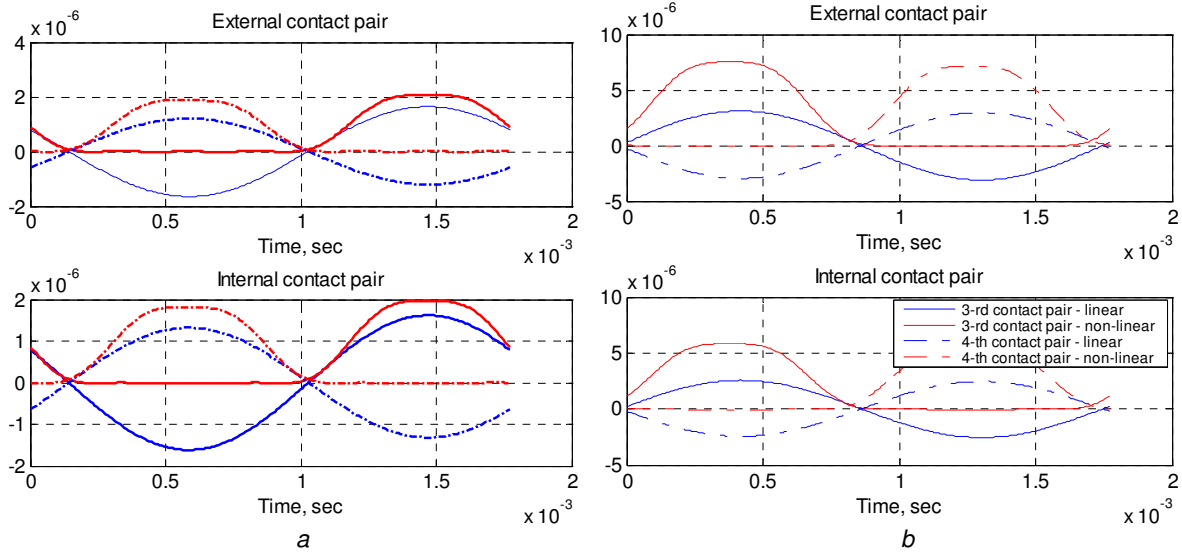 x 10-6
External contact pair
4
2
0
-2
0
0.5
1
1.5
2
Time, sec
x 10-3
x 10-6
Internal contact pair
2
1
0
-1
-2
0
0.5
1
1.5
2
Time, sec
x 10-3
a
x 10-6
External contact pair
10
5
0
-5
0
0.5
1
1.5
2
Time, sec
x 10-3
x 10-6
Internal contact pair
10
5
0
-5
3-rd contact pair - linear
3-rd contact pair - non-linear
4-th contact pair - linear
4-th contact pair - non-linear
0
0.5
1
1.5
2
Time, sec
x 10-3
b